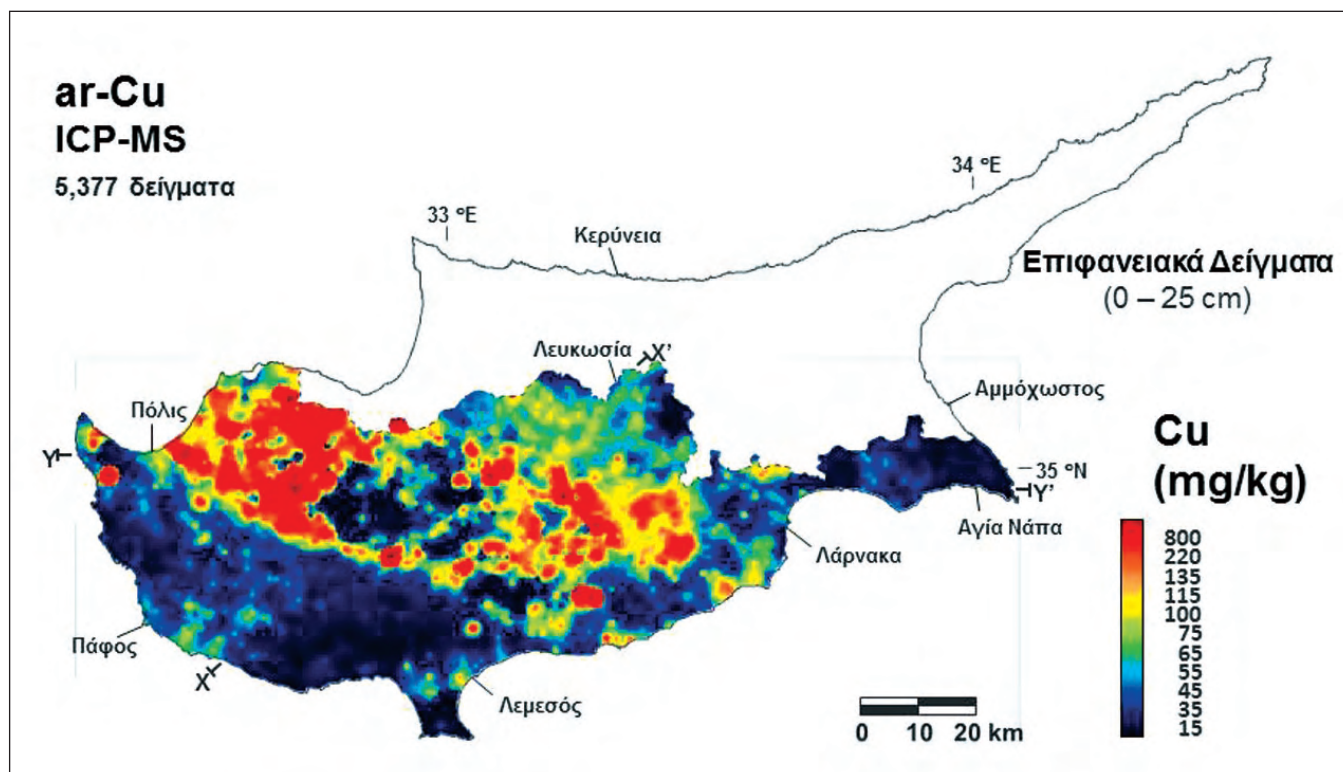 ar-Cu
ICP-MS
5,377 δείγματα
34 °E
33 °E
Κερύνεια
Επιφανειακά Δείγματα
(0 – 25 cm)
Λευκωσία
X'
Αμμόχωστος
Πόλις
Y
35 °N
Y'
Αγία Νάπα
Λάρνακα
Πάφος
X
Λεμεσός
Cu
(mg/kg)
800
220
135
115
100
75
65
55
45
35
15
0 10 20 km